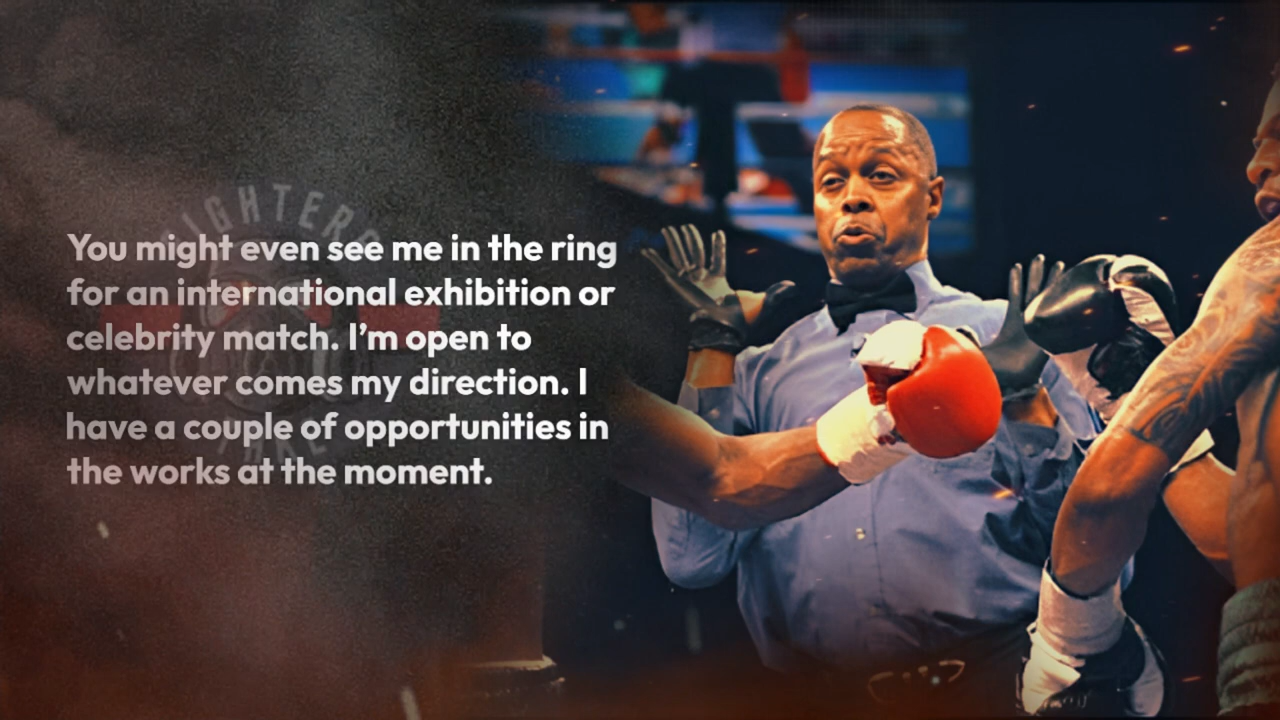 FIGHTER
You might even see me in the ring
for an international exhibition or
celebrity match. I'm open to
whatever comes my direction. I
have a couple of opportunities in
the works at the moment.